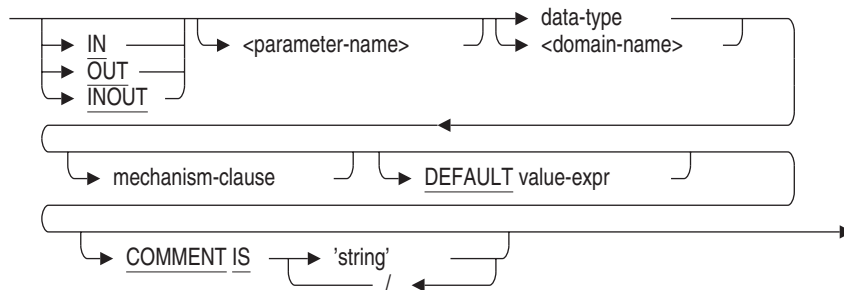 IN <parameter-name> data-type
OUT <domain-name>
INOUT
mechanism-clause DEFAULT value-expr
COMMENT IS 'string'
/